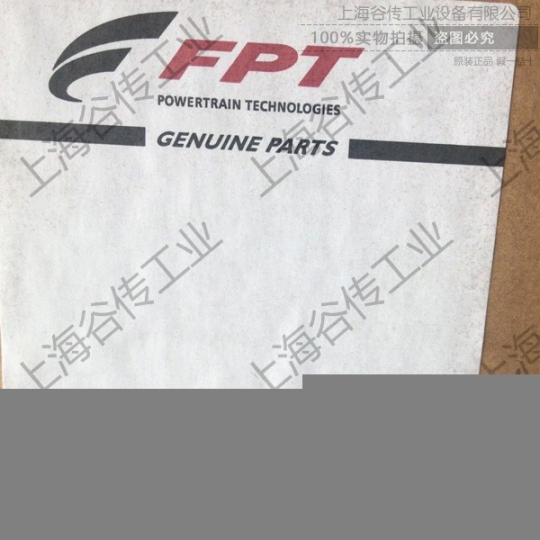 上海谷传工业设备有限公司
100%实物拍摄 盗图必究
FPT
POWERTRAIN TECHNOLOGIES
GENUINE PARTS
上海谷传工业
上海谷传工业
上海谷传工业
上海谷传工业